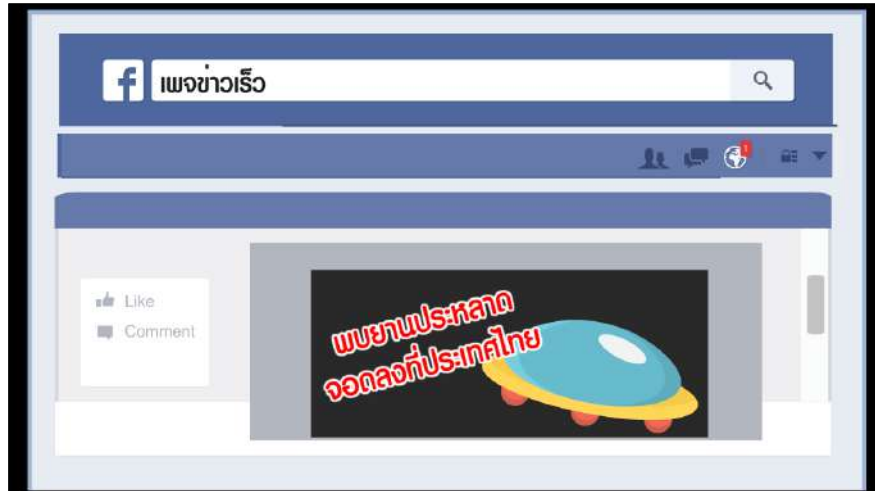 f เพจข่าวเร็ว
1
Like
Comment
พบยานประหลาด
จอดลงที่ประเทศไทย